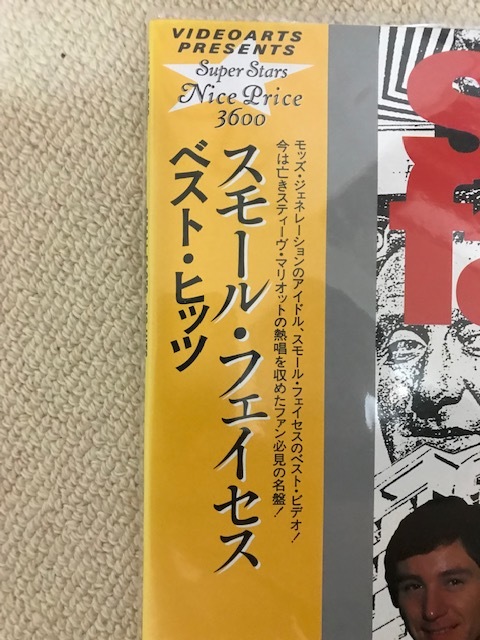 VIDEOARTS
PRESENTS
Super Stars
Nice Price
3600
モッズ・ジェネレーションのアイドル、スモール・フェイセスのベスト・ビデオ!
今は亡きスティーヴ・マリオットの熱唱を収めたファン必見の名盤!
スモール・フェイセス
ベスト・ヒッツ